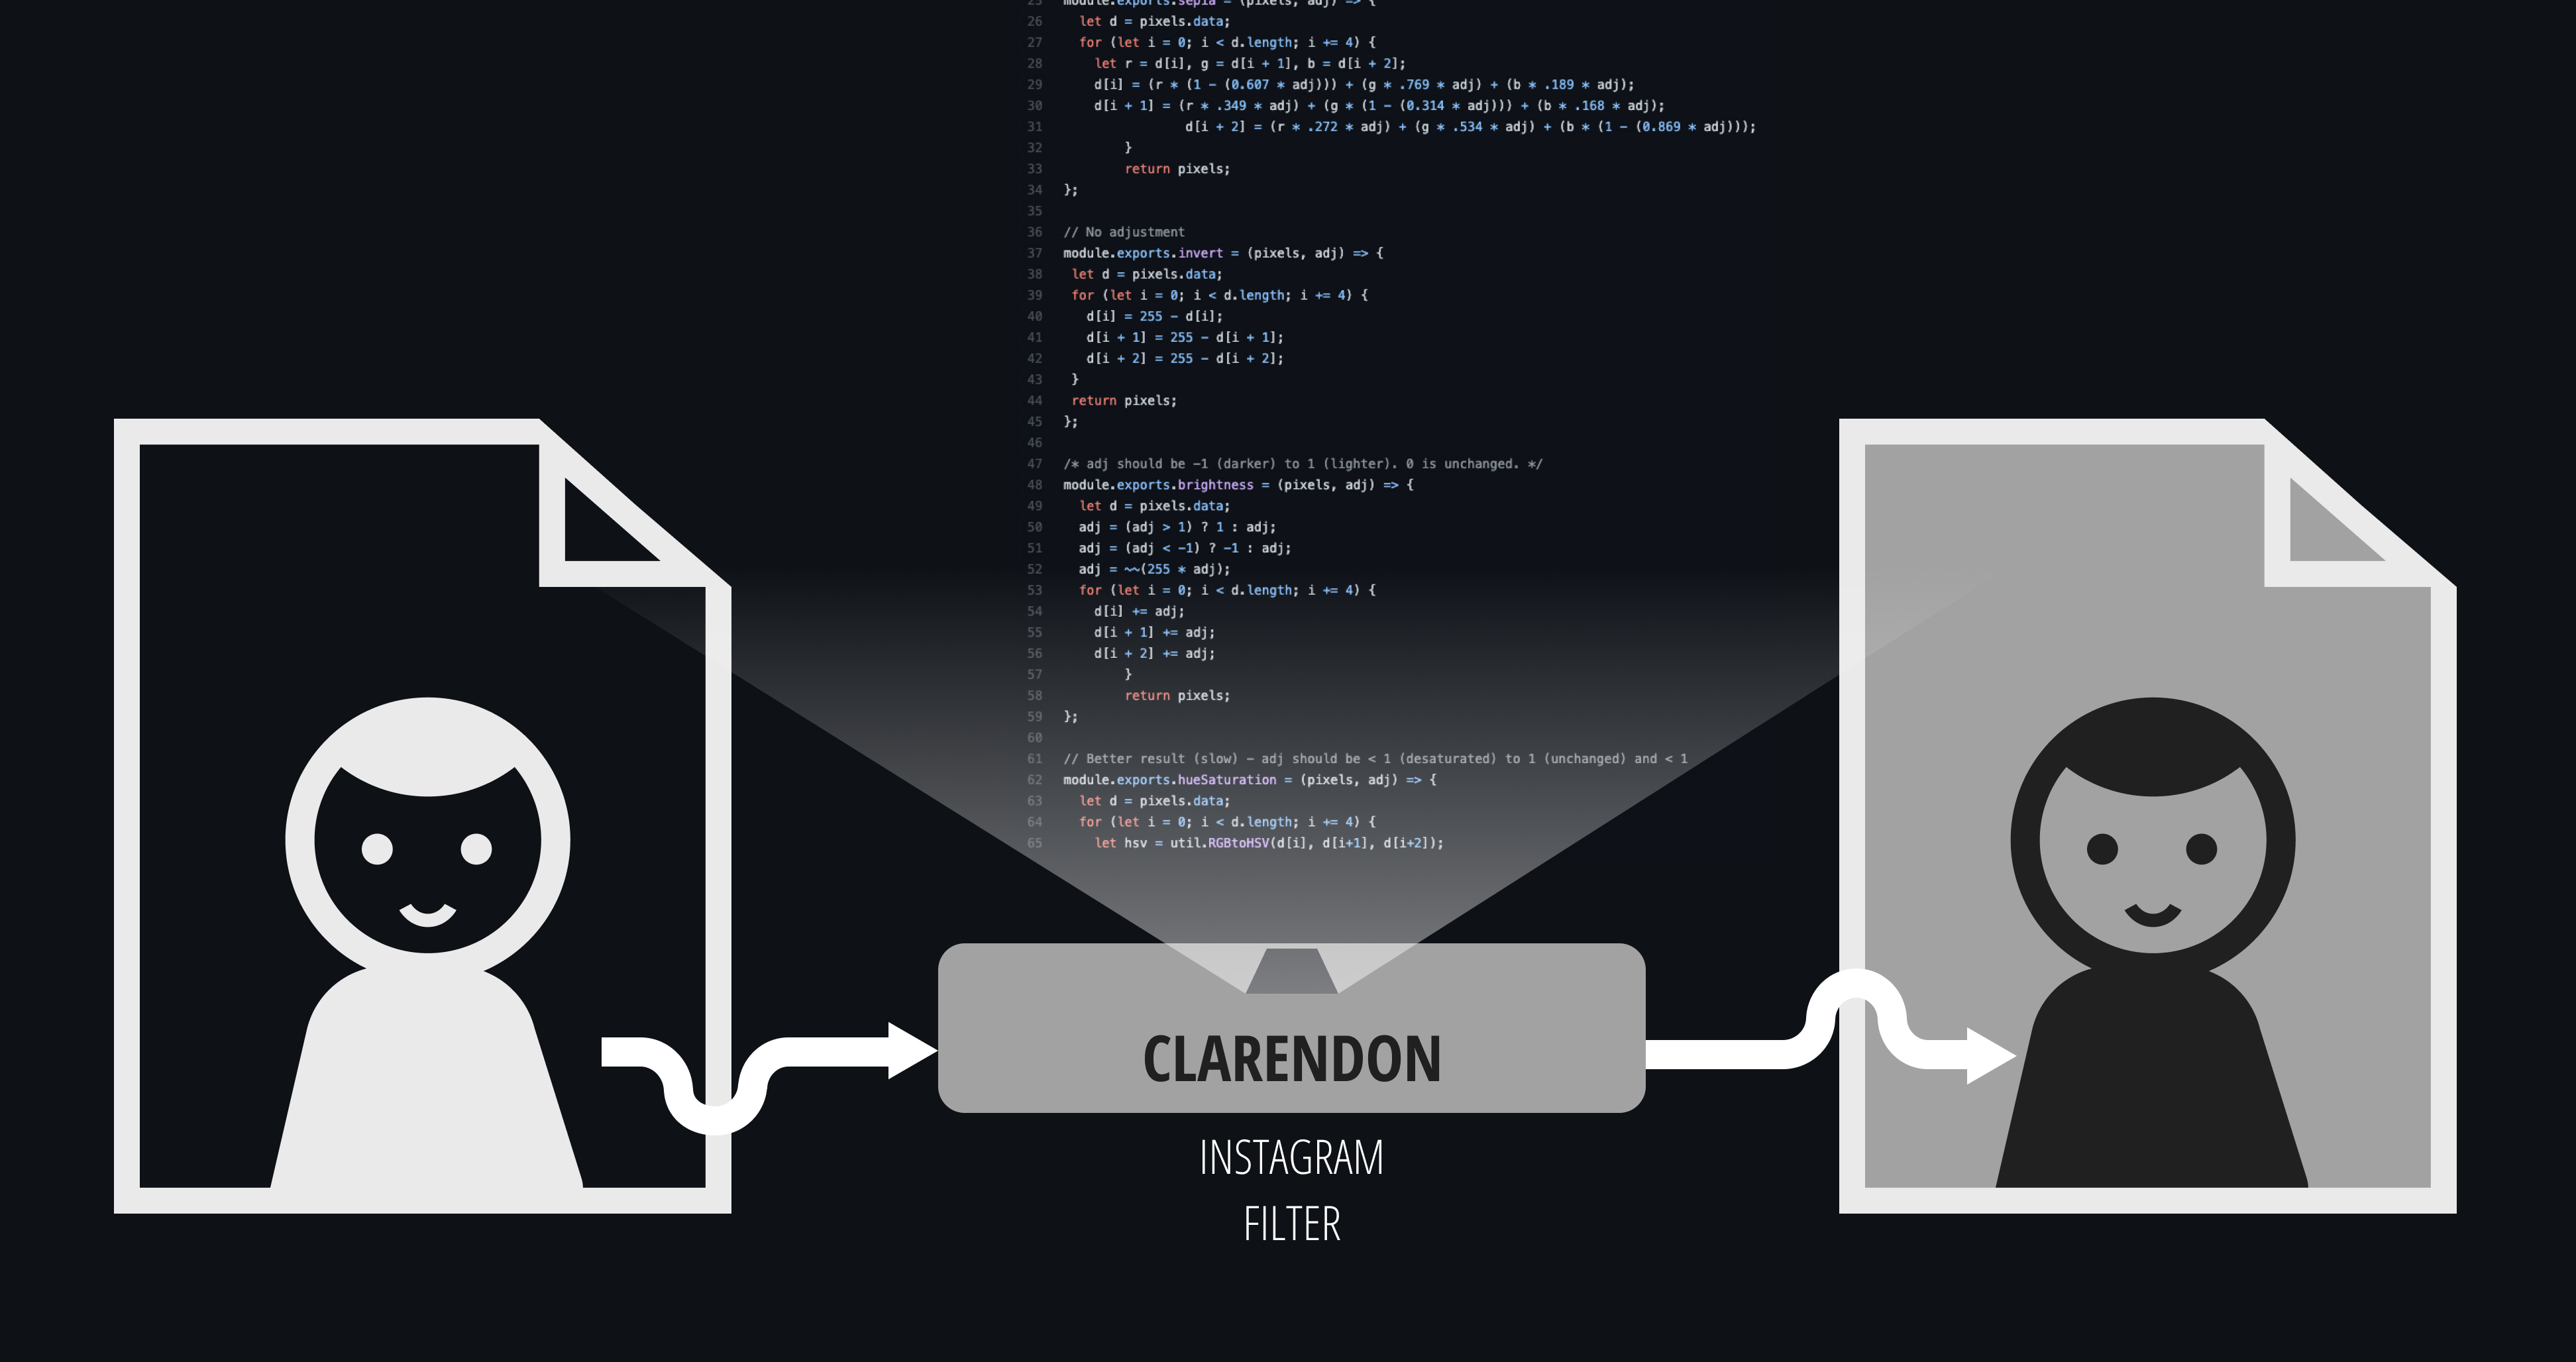 25 module.exports.sepia = (pixels, adj) => {
26 let d = pixels.data;
27 for (let i = 0; i < d.length; i += 4) {
28 let r = d[i], g = d[i + 1], b = d[i + 2];
29 d[i] = (r * (1 - (0.607 * adj))) + (g * .769 * adj) + (b * .189 * adj);
30 d[i + 1] = (r * .349 * adj) + (g * (1 - (0.314 * adj))) + (b * .168 * adj);
31 d[i + 2] = (r * .272 * adj) + (g * .534 * adj) + (b * (1 - (0.869 * adj)));
32 }
33 return pixels;
34 };
35
36 // No adjustment
37 module.exports.invert = (pixels, adj) => {
38 let d = pixels.data;
39 for (let i = 0; i < d.length; i += 4) {
40 d[i] = 255 - d[i];
41 d[i + 1] = 255 - d[i + 1];
42 d[i + 2] = 255 - d[i + 2];
43 }
44 return pixels;
45 };
46
47 /* adj should be -1 (darker) to 1 (lighter). 0 is unchanged. */
48 module.exports.brightness = (pixels, adj) => {
49 let d = pixels.data;
50 adj = (adj > 1) ? 1 : adj;
51 adj = (adj < -1) ? -1 : adj;
52 adj = ~~(255 * adj);
53 for (let i = 0; i < d.length; i += 4) {
54 d[i] += adj;
55 d[i + 1] += adj;
56 d[i + 2] += adj;
57 }
58 return pixels;
59 };
60
61 // Better result (slow) - adj should be < 1 (desaturated) to 1 (unchanged) and < 1
62 module.exports.hueSaturation = (pixels, adj) => {
63 let d = pixels.data;
64 for (let i = 0; i < d.length; i += 4) {
65 let hsv = util.RGBtoHSV(d[i], d[i+1], d[i+2]);
CLARENDON
INSTAGRAM
FILTER